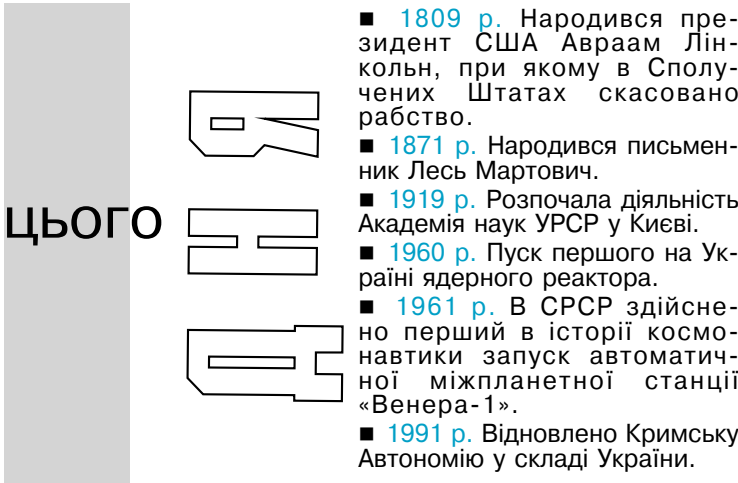 ЦЬОГО
ДНЯ
■ 1809 р. Народився пре-
зидент США Авраам Лін-
кольн, при якому в Сполу-
чених Штатах скасовано
рабство.
■ 1871 р. Народився письмен-
ник Лесь Мартович.
■ 1919 р. Розпочала діяльність
Академія наук УРСР у Києві.
■ 1960 р. Пуск першого на Ук-
раїні ядерного реактора.
■ 1961 р. В СРСР здійсне-
но перший в історії космо-
навтики запуск автоматич-
ної міжпланетної станції
«Венера-1».
■ 1991 р. Відновлено Кримську
Автономію у складі України.